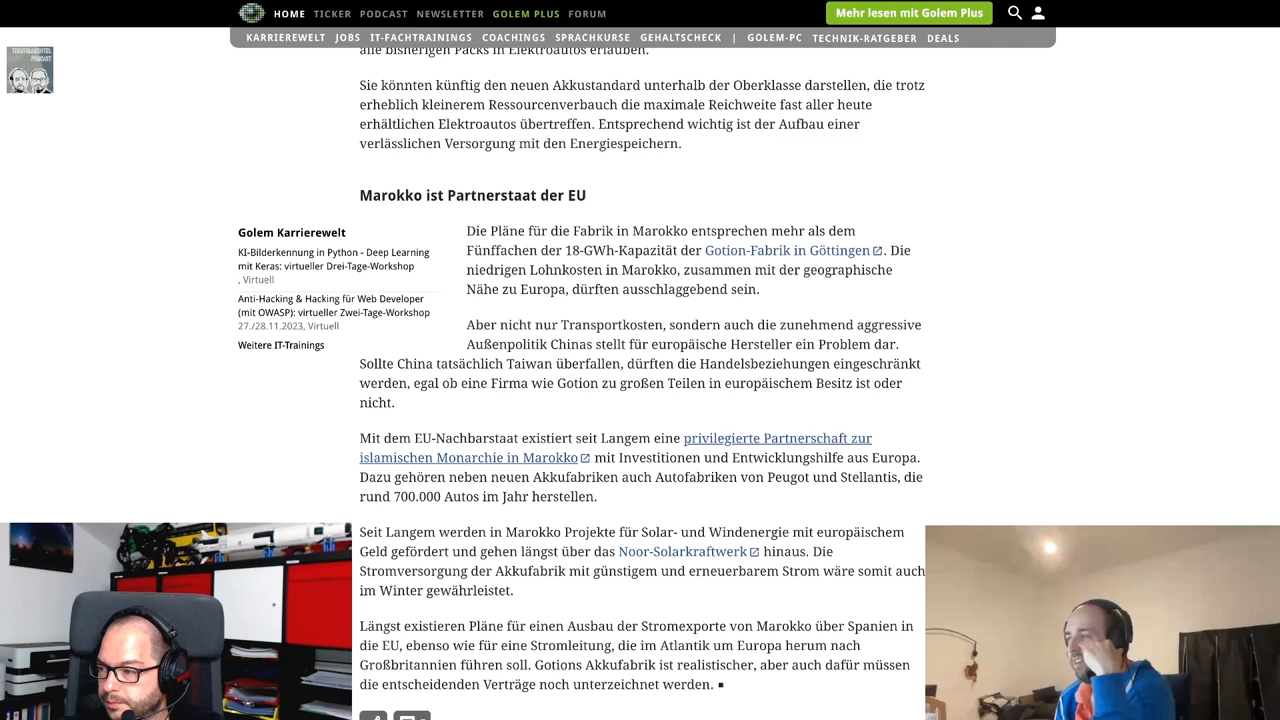 HOME TICKER PODCAST NEWSLETTER GOLEM PLUS FORUM
Mehr lesen mit Golem Plus
KARRIEREWELT JOBS IT-FACHTRAININGS COACHINGS SPRACHKURSE GEHALTSCHECK | GOLEM-PC TECHNIK-RATGEBER DEALS
TECHTELMECHTEL
PODCAST
alle bisherigen Packs in Elektroautos erlauben.
Sie könnten künftig den neuen Akkustandard unterhalb der Oberklasse darstellen, die trotz
erheblich kleinerem Ressourcenverbauch die maximale Reichweite fast aller heute
erhältlichen Elektroautos übertreffen. Entsprechend wichtig ist der Aufbau einer
verlässlichen Versorgung mit den Energiespeichern.
Marokko ist Partnerstaat der EU
Golem Karrierewelt
KI-Bilderkennung in Python - Deep Learning
mit Keras: virtueller Drei-Tage-Workshop
, Virtuell
Anti-Hacking & Hacking für Web Developer
(mit OWASP): virtueller Zwei-Tage-Workshop
27./28.11.2023, Virtuell
Weitere IT-Trainings
Die Pläne für die Fabrik in Marokko entsprechen mehr als dem
Fünffachen der 18-GWh-Kapazität der Gotion-Fabrik in Göttingen. Die
niedrigen Lohnkosten in Marokko, zusammen mit der geographische
Nähe zu Europa, dürften ausschlaggebend sein.
Aber nicht nur Transportkosten, sondern auch die zunehmend aggressive
Außenpolitik Chinas stellt für europäische Hersteller ein Problem dar.
Sollte China tatsächlich Taiwan überfallen, dürften die Handelsbeziehungen eingeschränkt
werden, egal ob eine Firma wie Gotion zu großen Teilen in europäischem Besitz ist oder
nicht.
Mit dem EU-Nachbarstaat existiert seit Langem eine privilegierte Partnerschaft zur
islamischen Monarchie in Marokko mit Investitionen und Entwicklungshilfe aus Europa.
Dazu gehören neben neuen Akkufabriken auch Autofabriken von Peugot und Stellantis, die
rund 700.000 Autos im Jahr herstellen.
Seit Langem werden in Marokko Projekte für Solar- und Windenergie mit europäischem
Geld gefördert und gehen längst über das Noor-Solarkraftwerk hinaus. Die
Stromversorgung der Akkufabrik mit günstigem und erneuerbarem Strom wäre somit auch
im Winter gewährleistet.
Längst existieren Pläne für einen Ausbau der Stromexporte von Marokko über Spanien in
die EU, ebenso wie für eine Stromleitung, die im Atlantik um Europa herum nach
Großbritannien führen soll. Gotions Akkufabrik ist realistischer, aber auch dafür müssen
die entscheidenden Verträge noch unterzeichnet werden. ■